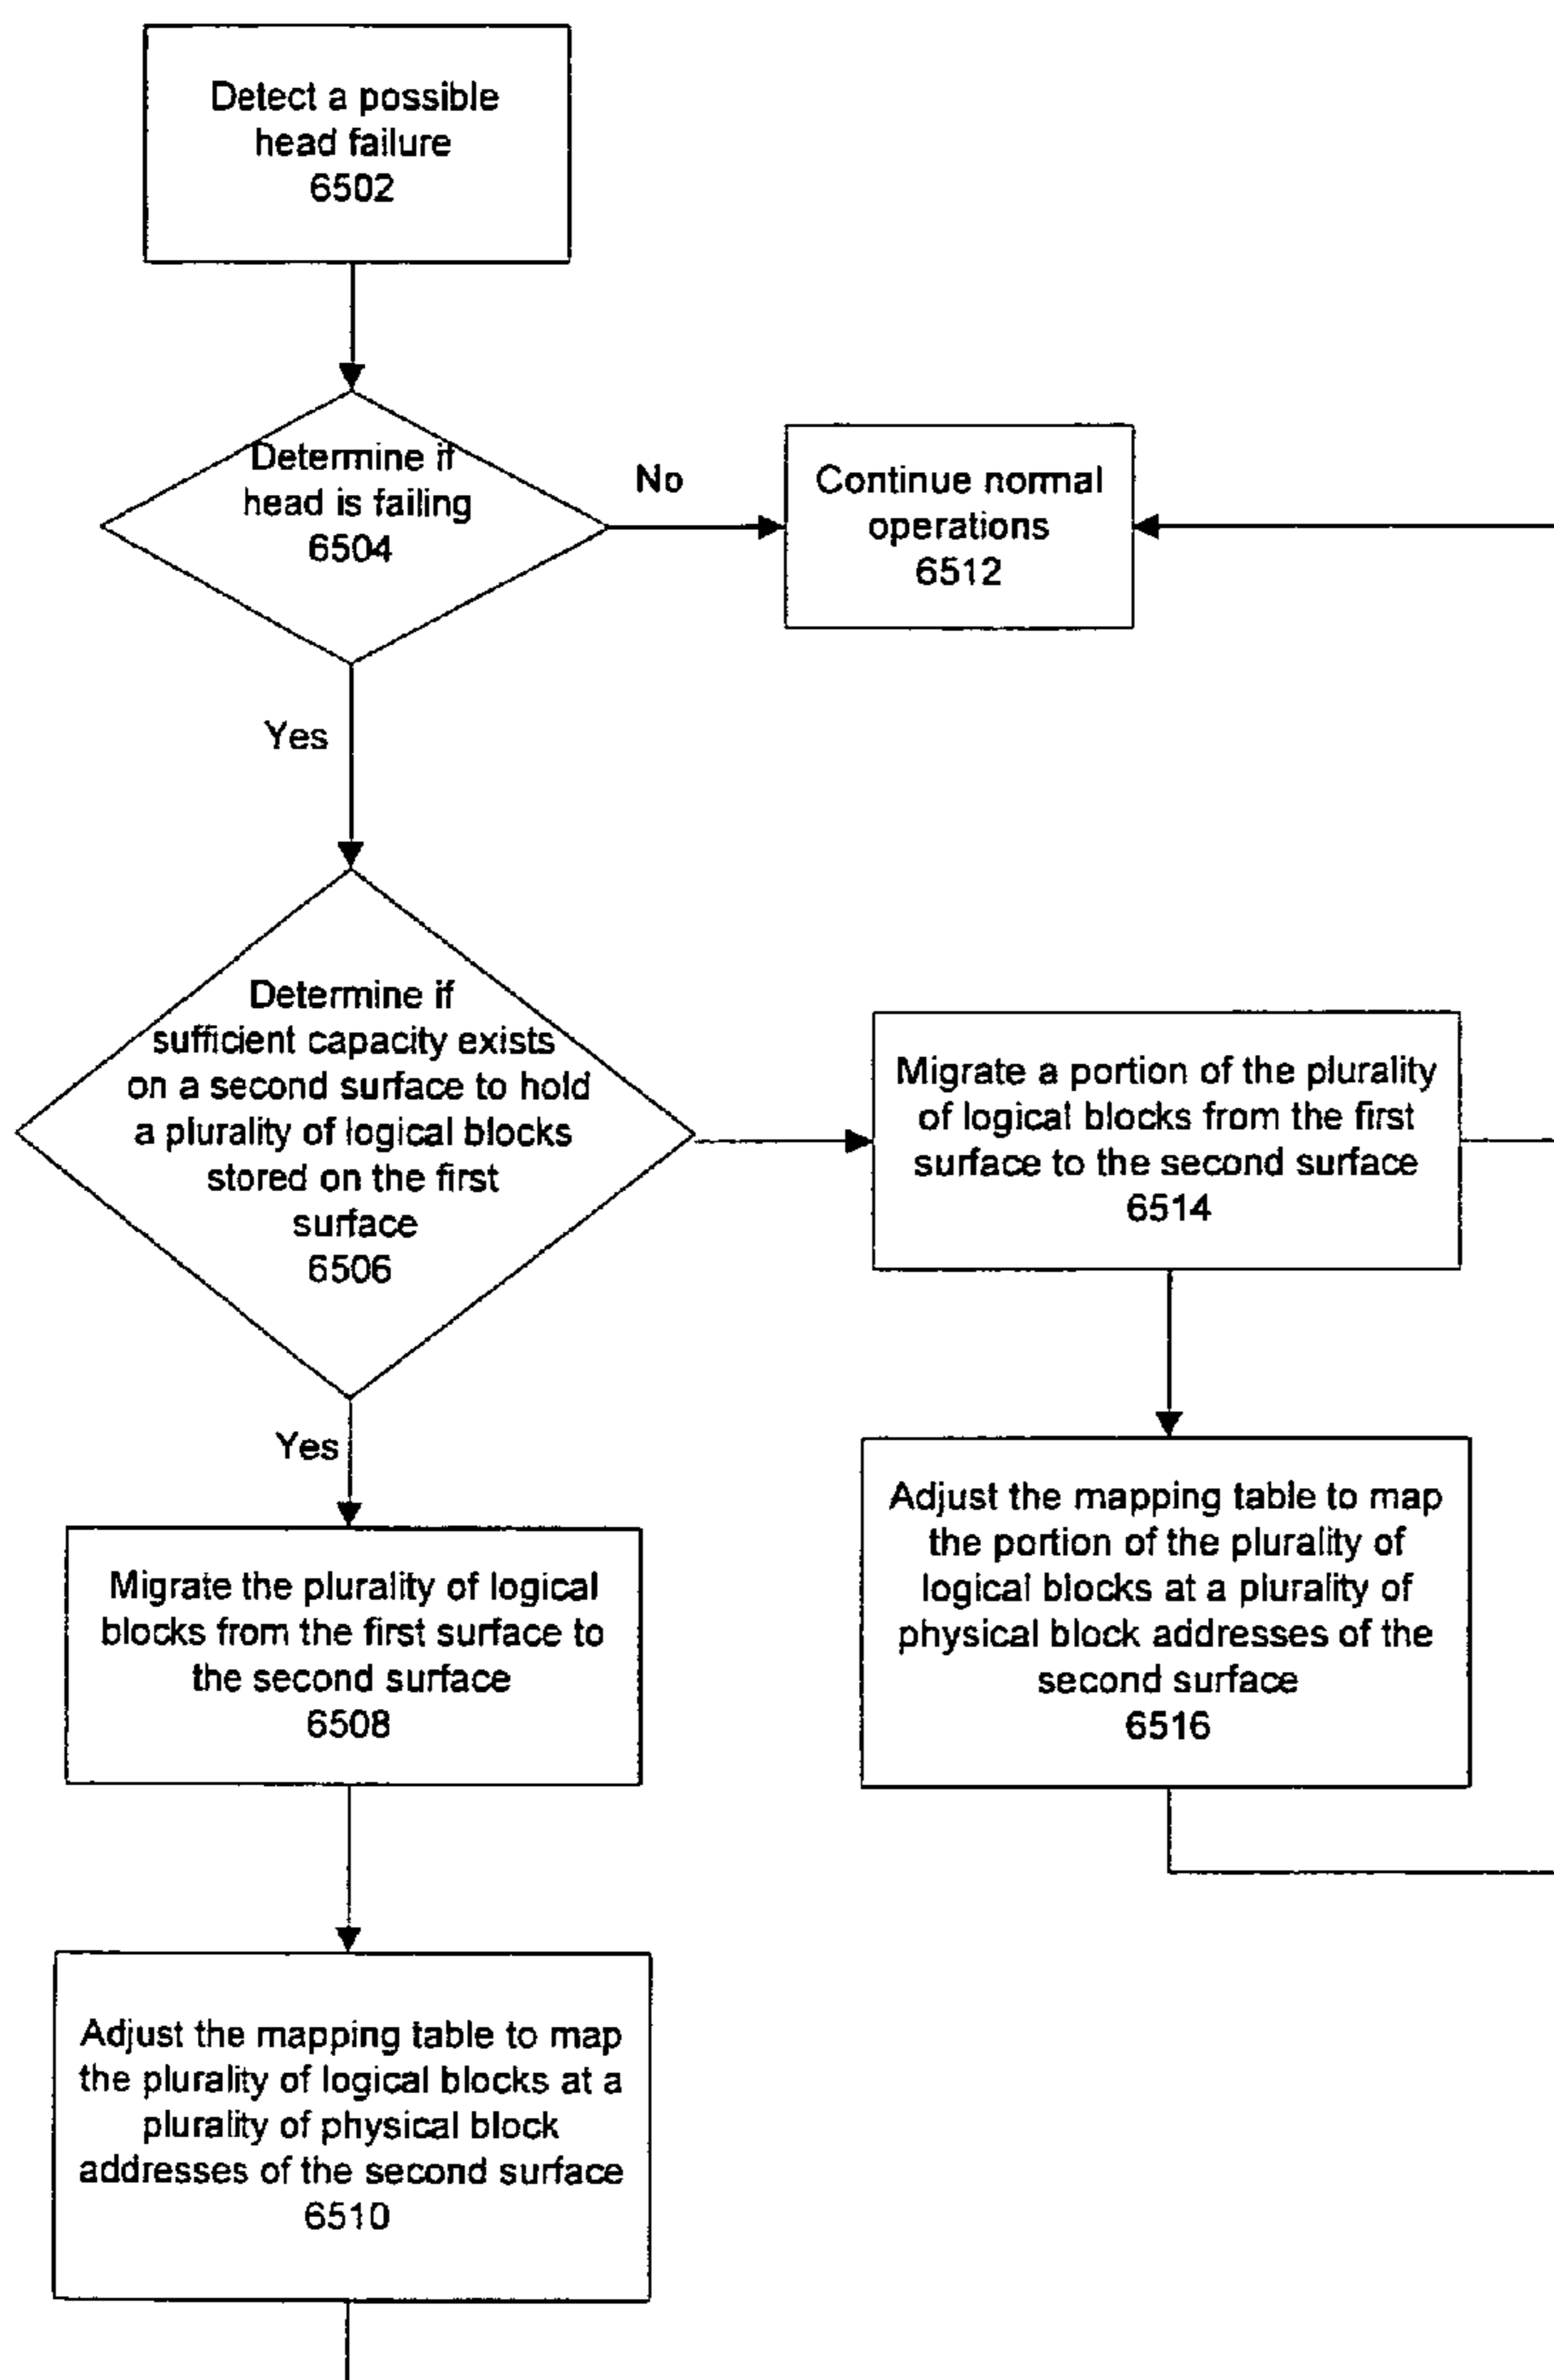 Detect a possible
head failure
6502
Determine if
head is failing
6504
No
Continue normal
operations
6512
Yes
Determine if
sufficient capacity exists
on a second surface to hold
a plurality of logical blocks
stored on the first
surface
6506
Migrate a portion of the plurality
of logical blocks from the first
surface to the second surface
6514
Yes
Adjust the mapping table to map
the portion of the plurality of
logical blocks at a plurality of
physical block addresses of the
second surface
6516
Migrate the plurality of logical
blocks from the first surface to
the second surface
6508
Adjust the mapping table to map
the plurality of logical blocks at a
plurality of physical block
addresses of the second surface
6510